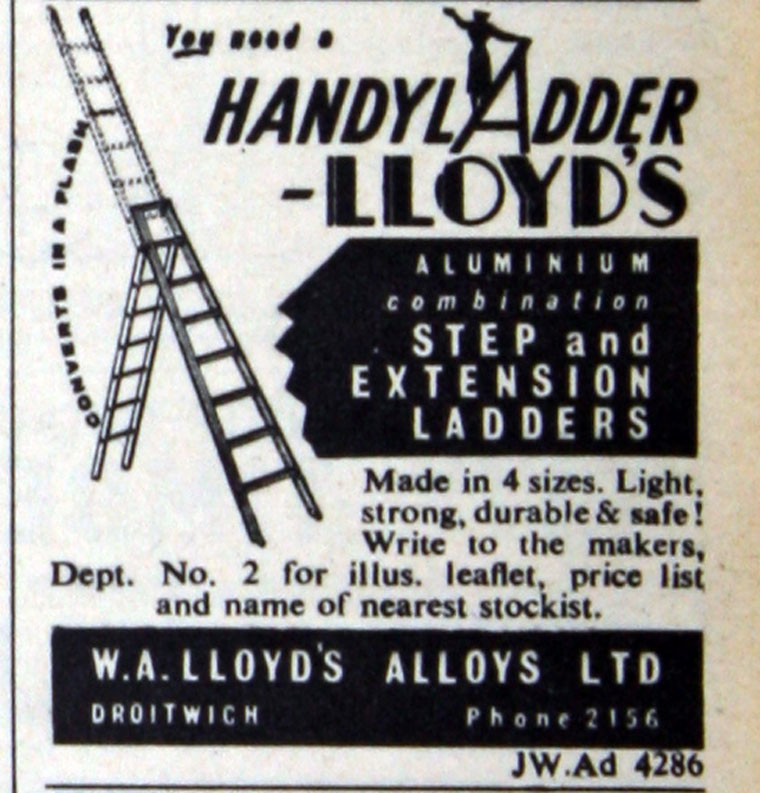 You need a
HANDYLADDER
-LLOYD'S
CONVERTS IN A FLASH
ALUMINIUM
combination
STEP and
EXTENSION
LADDERS
Made in 4 sizes. Light,
strong, durable & safe!
Write to the makers,
Dept. No. 2 for illus. leaflet, price list
and name of nearest stockist.
W.A. LLOYD'S ALLOYS LTD
DROITWICH Phone 2156
JW.Ad 4286